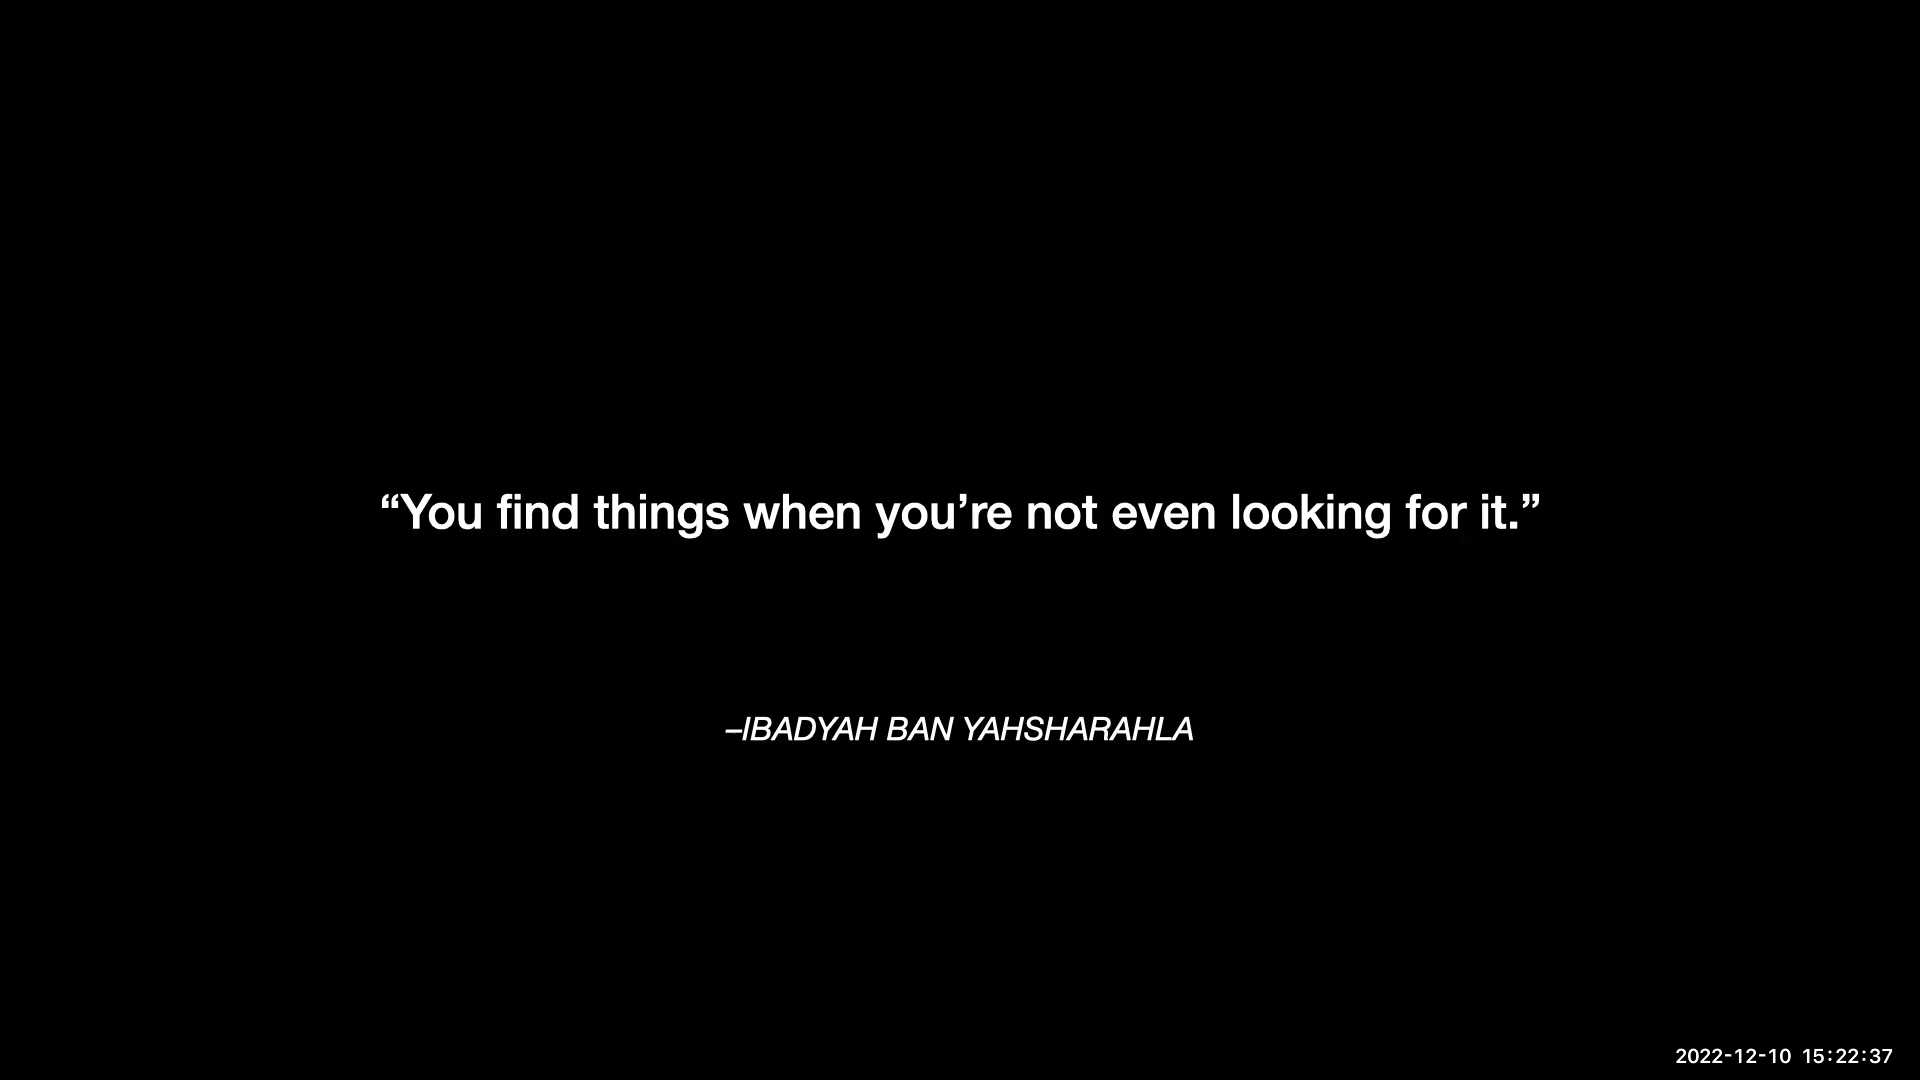 “You find things when you’re not even looking for it.”
–IBADYAH BAN YAHSHARAHLA
2022-12-10 15:22:37